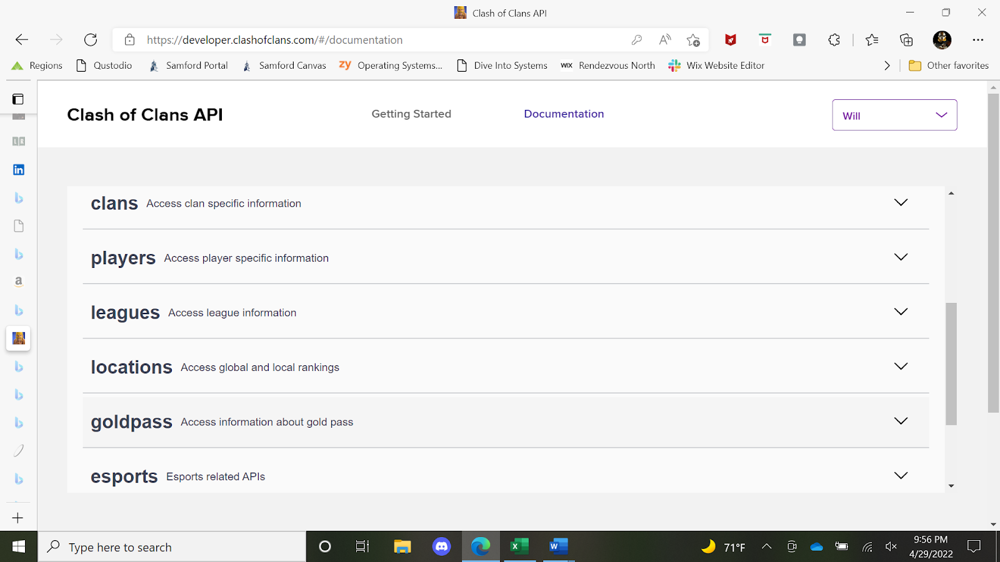 Clash of Clans API
https://developer.clashofclans.com/#/documentation
Regions Qustodio Samford Portal Samford Canvas zy Operating Systems... Dive Into Systems WiX Rendezvous North Wix Website Editor Other favorites
Clash of Clans API Getting Started Documentation Will
LR
in
clans Access clan specific information
players Access player specific information
a
leagues Access league information
locations Access global and local rankings
goldpass Access information about gold pass
esports Esports related APIs
Type here to search
71°F
9:56 PM
4/29/2022